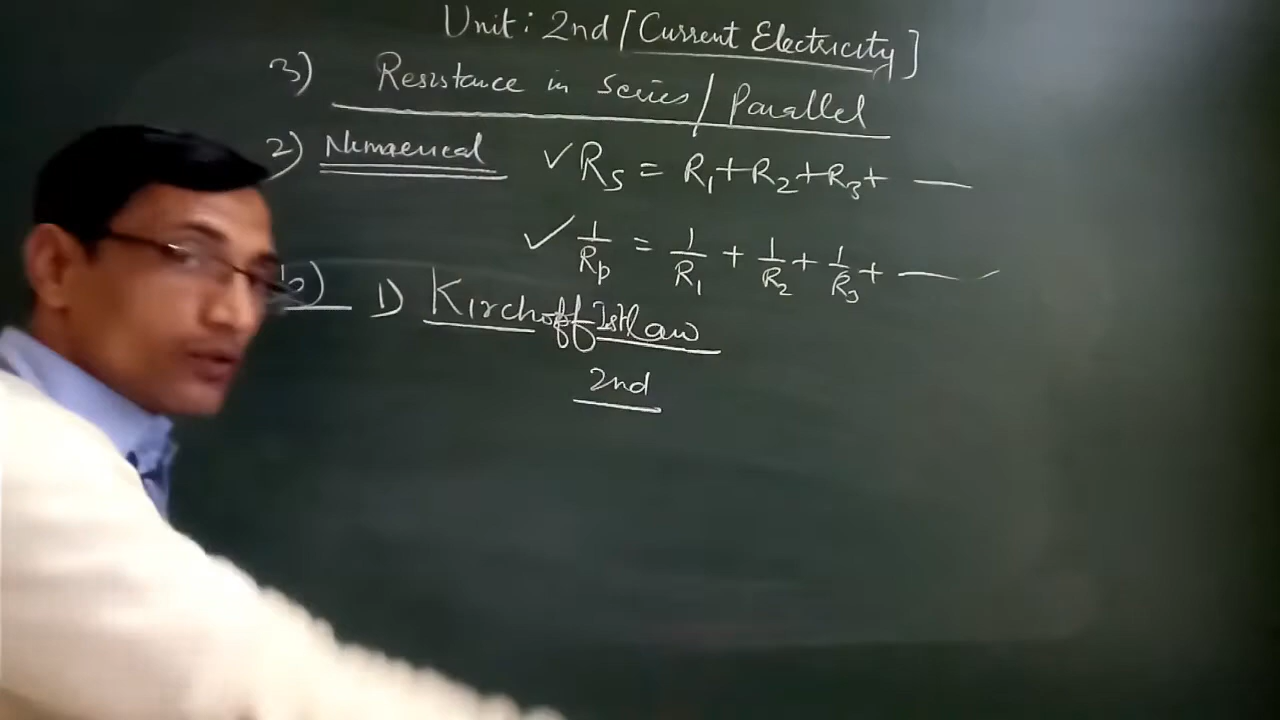 Unit: 2nd [Current Electricity]
3) Resistance in series / Parallel
2) Numerical ✓ Rs = R1+R2+R3+ —
✓ 1/Rp = 1/R1 + 1/R2 + 1/R3 + —
) 1) Kirchoff Ist law
2nd